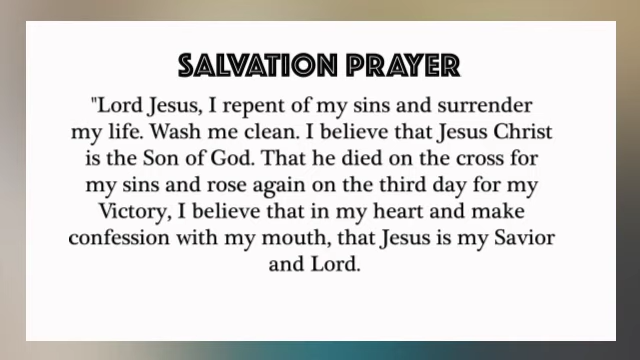 SALVATION PRAYER
"Lord Jesus, I repent of my sins and surrender
my life. Wash me clean. I believe that Jesus Christ
is the Son of God. That he died on the cross for
my sins and rose again on the third day for my
Victory, I believe that in my heart and make
confession with my mouth, that Jesus is my Savior
and Lord.